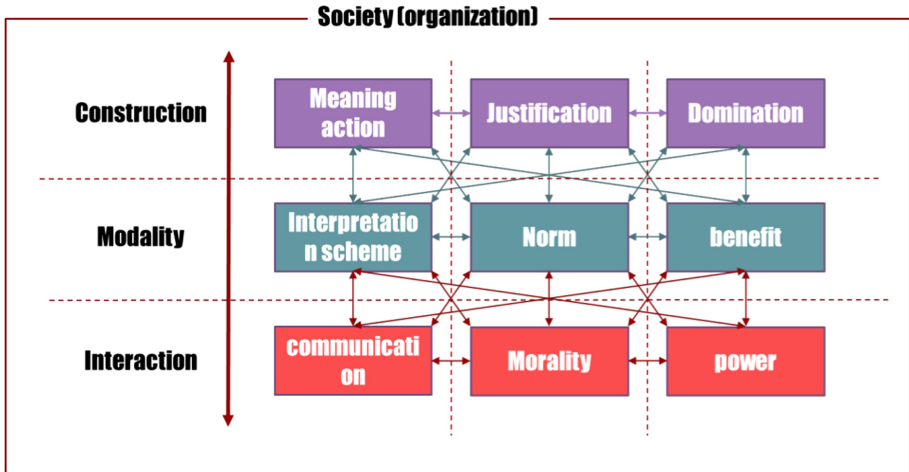 Society (organization)
Construction
Meaning
action
Justification
Domination
Modality
Interpretatio
n scheme
Norm
benefit
Interaction
communicati
on
Morality
power